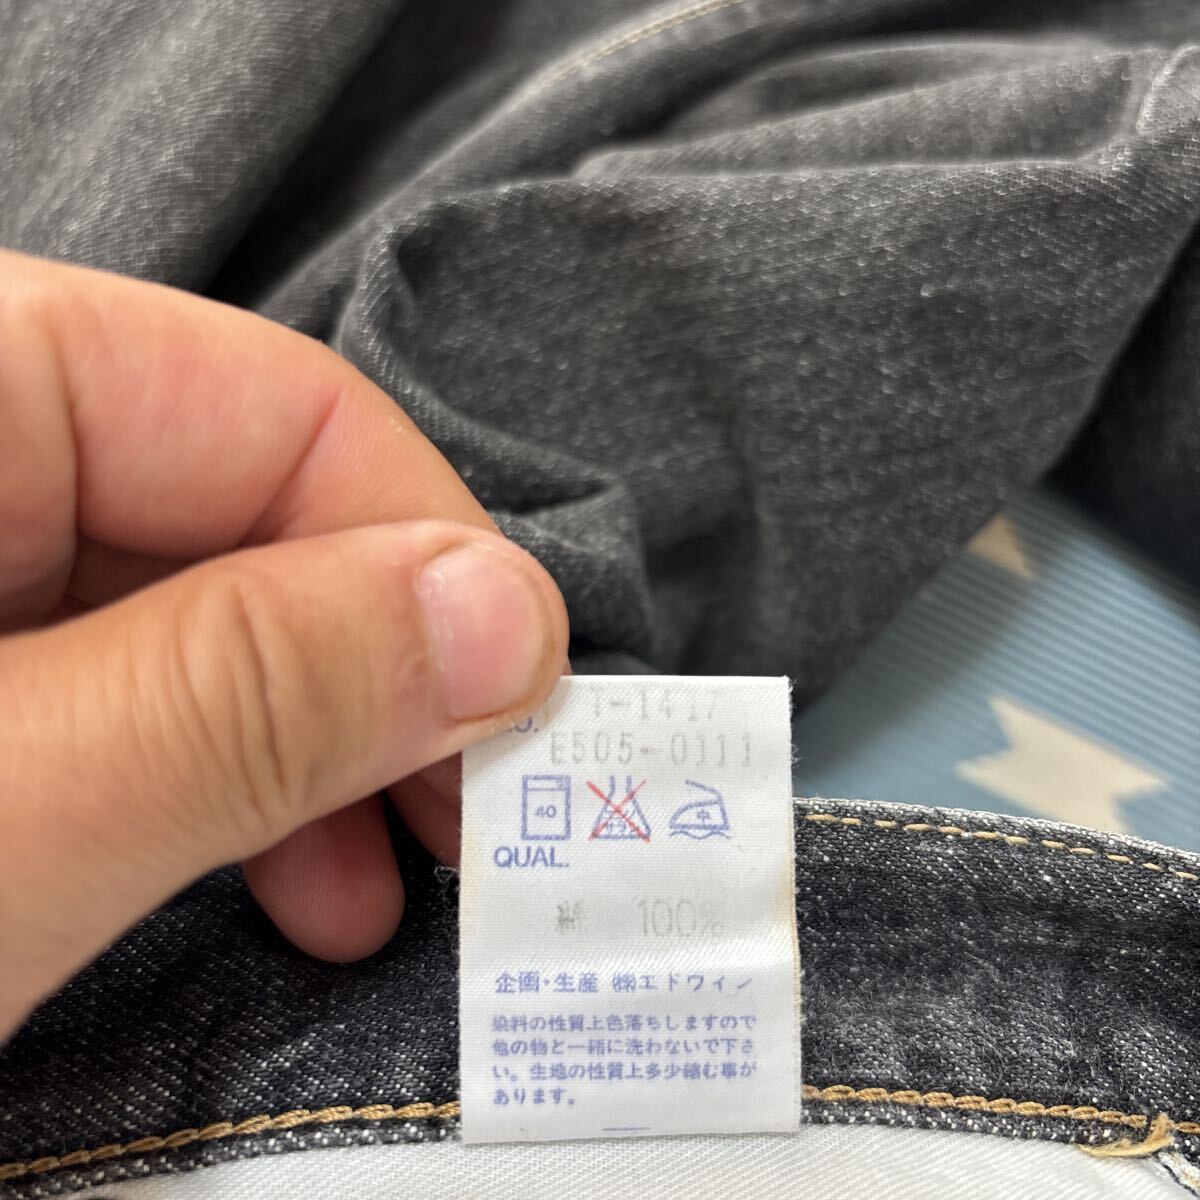 T-1417
E505-0111
40
中
QUAL.
綿 100%
企画・生産 ㈱エドウィン
染料の性質上色落ちしますので
他の物と一緒に洗わないで下さ
い。生地の性質上多少縮む事が
あります。